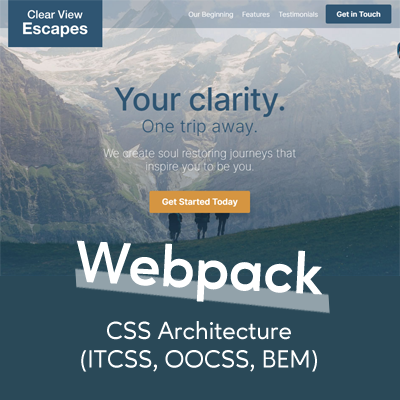 Clear View
Escapes
Our Beginning Features Testimonials Get in Touch
Your clarity.
One trip away.
We create soul restoring journeys that
inspire you to be you.
Get Started Today
Webpack
CSS Architecture
(ITCSS, OOCSS, BEM)